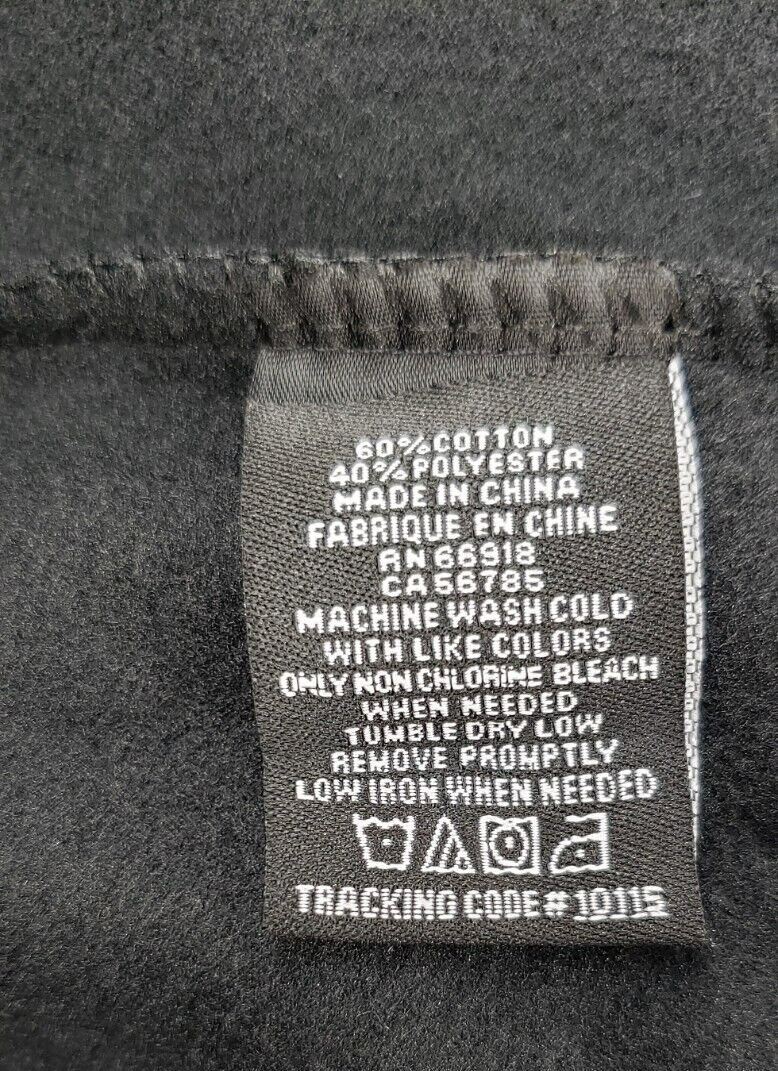 60% COTTON
40% POLYESTER
MADE IN CHINA
FABRIQUE EN CHINE
RN 66918
CA 56785
MACHINE WASH COLD
WITH LIKE COLORS
ONLY NON CHLORINE BLEACH
WHEN NEEDED
TUMBLE DRY LOW
REMOVE PROMPTLY
LOW IRON WHEN NEEDED
TRACKING CODE# 10115